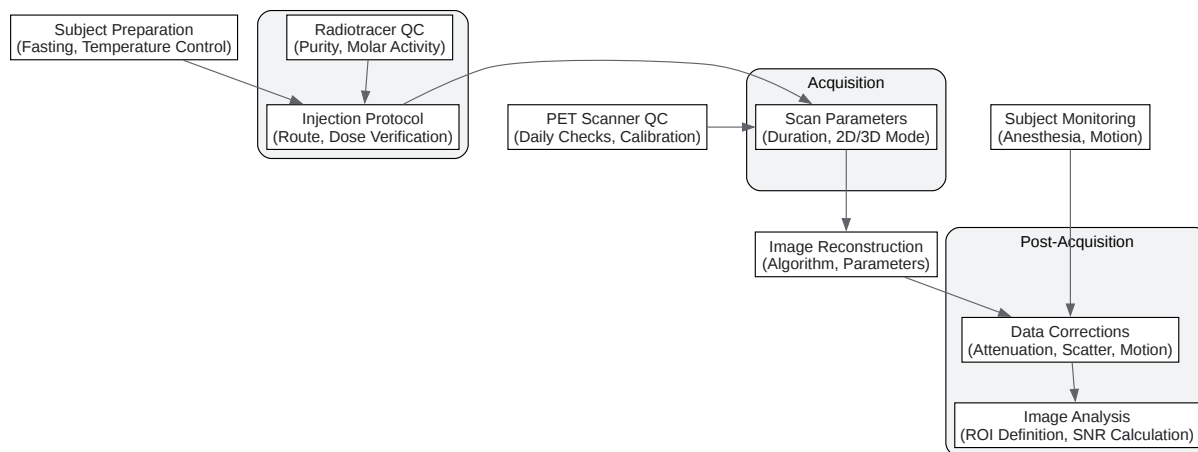 Subject Preparation
(Fasting, Temperature Control)
Radiotracer QC
(Purity, Molar Activity)
Injection Protocol
(Route, Dose Verification)
PET Scanner QC
(Daily Checks, Calibration)
Acquisition
Scan Parameters
(Duration, 2D/3D Mode)
Subject Monitoring
(Anesthesia, Motion)
Image Reconstruction
(Algorithm, Parameters)
Post-Acquisition
Data Corrections
(Attenuation, Scatter, Motion)
Image Analysis
(ROI Definition, SNR Calculation)